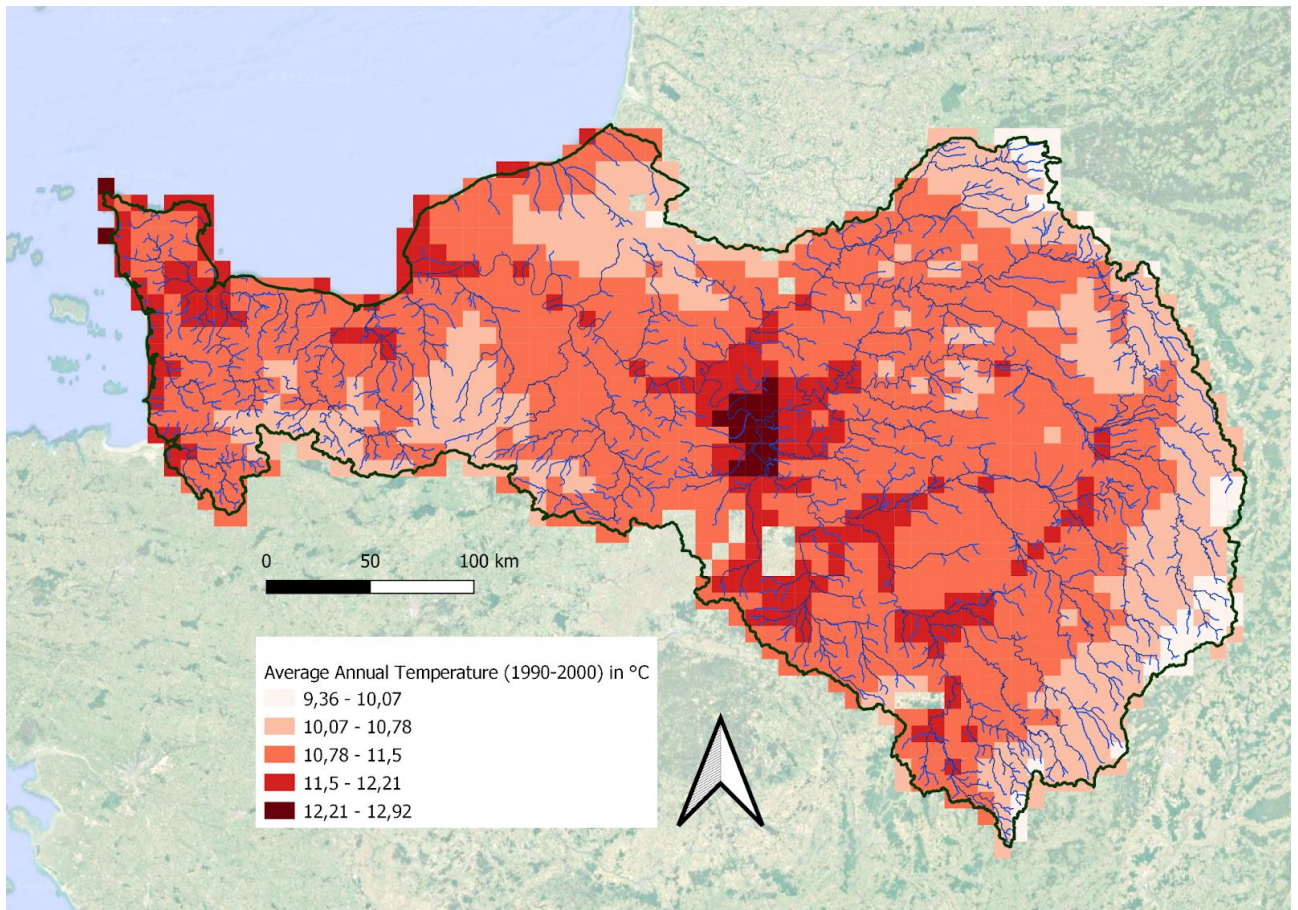 0 50 100 km
Average Annual Temperature (1990-2000) in °C
9,36 - 10,07
10,07 - 10,78
10,78 - 11,5
11,5 - 12,21
12,21 - 12,92